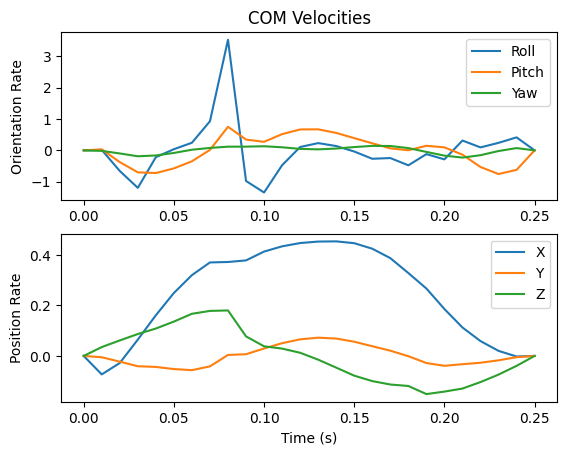 COM Velocities
Orientation Rate
3
2
1
0
−1
Roll
Pitch
Yaw
0.00 0.05 0.10 0.15 0.20 0.25
Position Rate
0.4
0.2
0.0
X
Y
Z
0.00 0.05 0.10 0.15 0.20 0.25
Time (s)